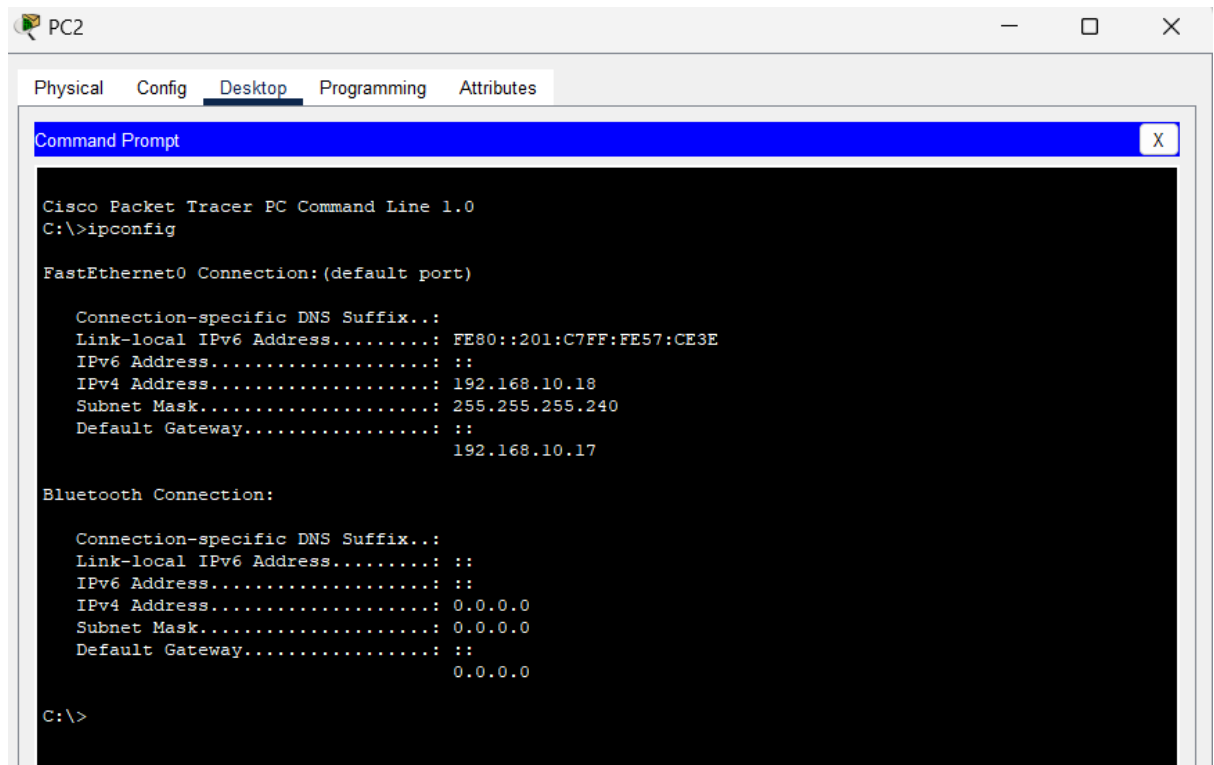 PC2
Physical Config Desktop Programming Attributes
Command Prompt
X
Cisco Packet Tracer PC Command Line 1.0
C:\>ipconfig
FastEthernet0 Connection:(default port)
Connection-specific DNS Suffix..:
Link-local IPv6 Address.........: FE80::201:C7FF:FE57:CE3E
IPv6 Address....................: ::
IPv4 Address....................: 192.168.10.18
Subnet Mask.....................: 255.255.255.240
Default Gateway.................: ::
192.168.10.17
Bluetooth Connection:
Connection-specific DNS Suffix..:
Link-local IPv6 Address.........: ::
IPv6 Address....................: ::
IPv4 Address....................: 0.0.0.0
Subnet Mask.....................: 0.0.0.0
Default Gateway.................: ::
0.0.0.0
C:\>